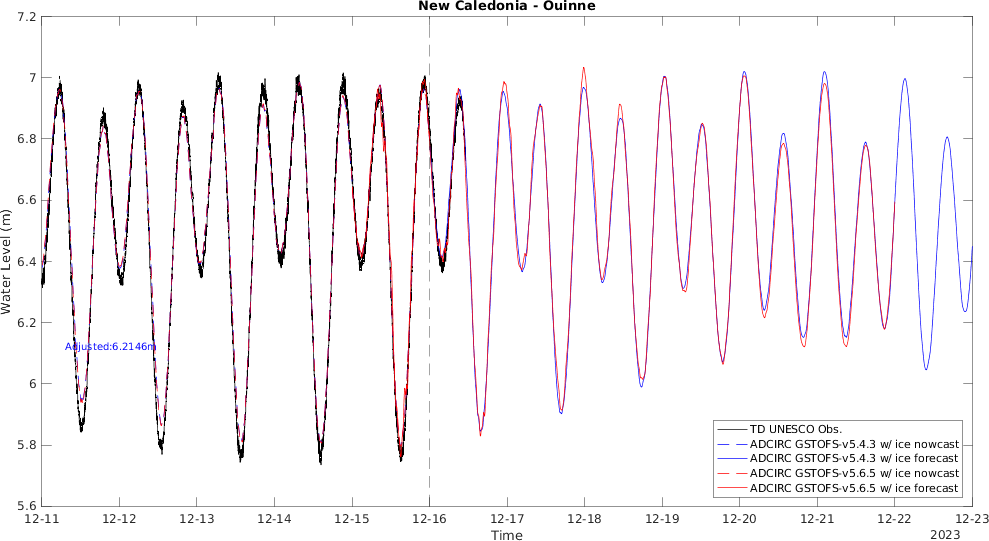 New Caledonia - Ouinne
7.2
7
6.8
6.6
6.4
6.2
6
5.8
5.6
Water Level (m)
Adjusted:6.2146m
TD UNESCO Obs.
ADCIRC GSTOFS-v5.4.3 w/ ice nowcast
ADCIRC GSTOFS-v5.4.3 w/ ice forecast
ADCIRC GSTOFS-v5.6.5 w/ ice nowcast
ADCIRC GSTOFS-v5.6.5 w/ ice forecast
12-11 12-12 12-13 12-14 12-15 12-16 12-17 12-18 12-19 12-20 12-21 12-22 12-23
Time
2023